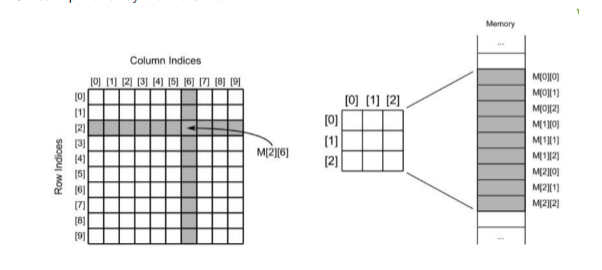 Column Indices
[0] [1] [2] [3] [4] [5] [6] [7] [8] [9]
[0]
[1]
[2]
[3]
[4]
[5]
[6]
[7]
[8]
[9]
Row Indices
M[2][6]
[0] [1] [2]
[0]
[1]
[2]
Memory
...
M[0][0]
M[0][1]
M[0][2]
M[1][0]
M[1][1]
M[1][2]
M[2][0]
M[2][1]
M[2][2]
...